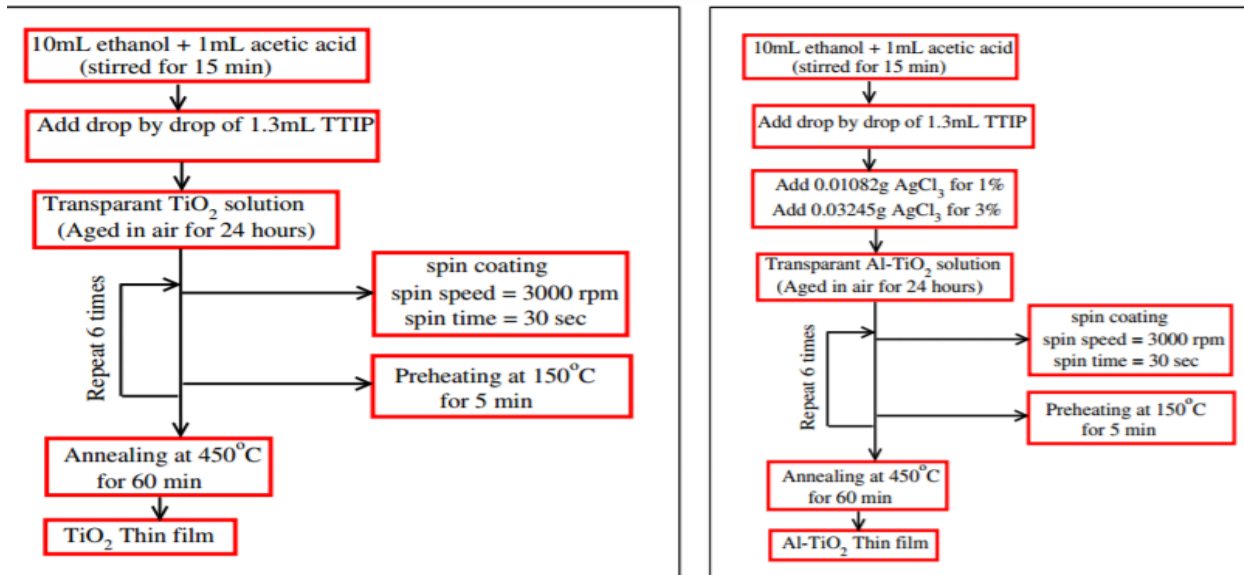 10mL ethanol + 1mL acetic acid
(stirred for 15 min)
Add drop by drop of 1.3mL TTIP
Transparant TiO₂ solution
(Aged in air for 24 hours)
Repeat 6 times
spin coating
spin speed = 3000 rpm
spin time = 30 sec
Preheating at 150°C
for 5 min
Annealing at 450°C
for 60 min
TiO₂ Thin film
10mL ethanol + 1mL acetic acid
(stirred for 15 min)
Add drop by drop of 1.3mL TTIP
Add 0.01082g AgCl₃ for 1%
Add 0.03245g AgCl₃ for 3%
Transparant Al-TiO₂ solution
(Aged in air for 24 hours)
Repeat 6 times
spin coating
spin speed = 3000 rpm
spin time = 30 sec
Preheating at 150°C
for 5 min
Annealing at 450°C
for 60 min
Al-TiO₂ Thin film